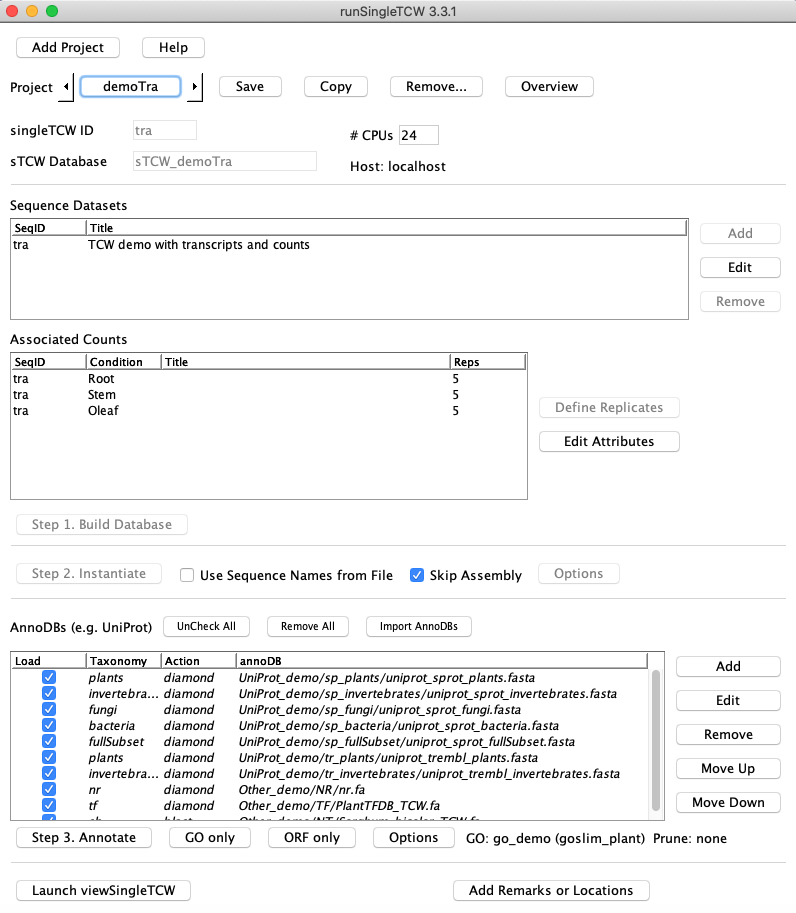 runSingleTCW 3.3.1
Add Project Help
Project demoTra Save Copy Remove... Overview
singleTCW ID tra # CPUs 24
sTCW Database sTCW_demoTra Host: localhost
Sequence Datasets
SeqID Title
tra TCW demo with transcripts and counts
Add
Edit
Remove
Associated Counts
SeqID Condition Title Reps
tra Root 5
tra Stem 5
tra Oleaf 5
Define Replicates
Edit Attributes
Step 1. Build Database
Step 2. Instantiate Use Sequence Names from File Skip Assembly Options
AnnoDBs (e.g. UniProt) UnCheck All Remove All Import AnnoDBs
Load Taxonomy Action annoDB
plants diamond UniProt_demo/sp_plants/uniprot_sprot_plants.fasta
invertebra... diamond UniProt_demo/sp_invertebrates/uniprot_sprot_invertebrates.fasta
fungi diamond UniProt_demo/sp_fungi/uniprot_sprot_fungi.fasta
bacteria diamond UniProt_demo/sp_bacteria/uniprot_sprot_bacteria.fasta
fullSubset diamond UniProt_demo/sp_fullSubset/uniprot_sprot_fullSubset.fasta
plants diamond UniProt_demo/tr_plants/uniprot_trembl_plants.fasta
invertebra... diamond UniProt_demo/tr_invertebrates/uniprot_trembl_invertebrates.fasta
nr diamond Other_demo/NR/nr.fa
tf diamond Other_demo/TF/PlantTFDB_TCW.fa
Add
Edit
Remove
Move Up
Move Down
Step 3. Annotate GO only ORF only Options GO: go_demo (goslim_plant) Prune: none
Launch viewSingleTCW Add Remarks or Locations